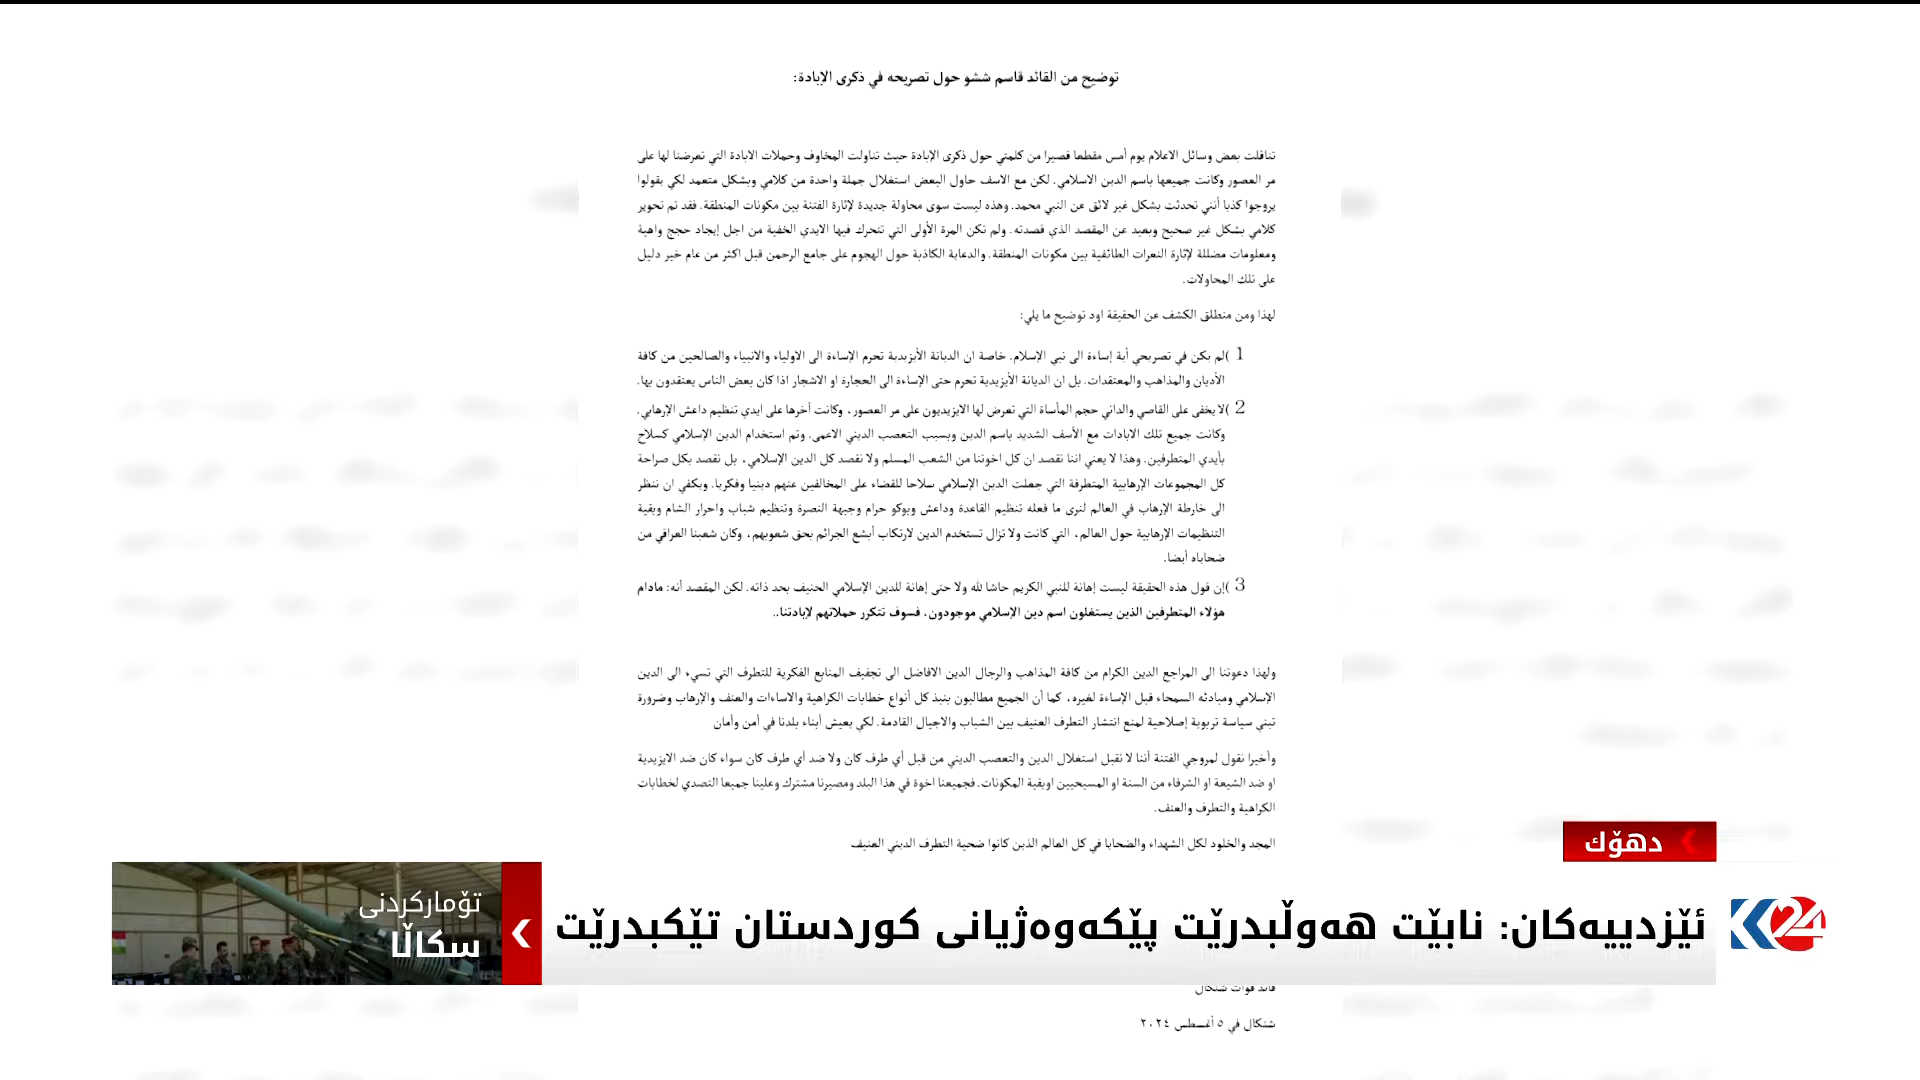 توضيح من القائد قاسم ششو حول تصريحه في ذكرى الإبادة:
تناقلت بعض وسائل الاعلام يوم أمس مقطعا قصيرا من كلمتي حول ذكرى الإبادة حيث تناولت المخاوف وحملات الابادة التي تعرضنا لها على
مر العصور وكانت جميعها باسم الدين الاسلامي. لكن مع الاسف حاول البعض استغلال جملة واحدة من كلامي وبشكل متعمد لكي يقولوا
يروجوا كذبا أنني تحدثت بشكل غير لائق عن النبي محمد. وهذه ليست سوى محاولة جديدة لإثارة الفتنة بين مكونات المنطقة. فقد تم تحوير
كلامي بشكل غير صحيح وبعيد عن المقصد الذي قصدته. ولم تكن المرة الأولى التي تتحرك فيها الايدي الخفية من اجل إيجاد حجج واهية
ومعلومات مضللة لإثارة النعرات الطائفية بين مكونات المنطقة. والدعاية الكاذبة حول الهجوم على جامع الرحمن قبل اكثر من عام خير دليل
على تلك المحاولات.
لهذا ومن منطلق الكشف عن الحقيقة اود توضيح ما يلي:
1 )لم يكن في تصريحي أية إساءة الى نبي الإسلام. خاصة ان الديانة الأيزيدية تحرم الإساءة الى الاولياء والانبياء والصالحين من كافة
الأديان والمذاهب والمعتقدات. بل ان الديانة الأيزيدية تحرم حتى الإساءة الى الحجارة او الاشجار اذا كان بعض الناس يعتقدون بها.
2 )لا يخفى على القاصي والداني حجم المأساة التي تعرض لها الايزيديون على مر العصور، وكانت آخرها على ايدي تنظيم داعش الإرهابي.
وكانت جميع تلك الابادات مع الأسف الشديد باسم الدين وبسبب التعصب الديني الاعمى. وتم استخدام الدين الإسلامي كسلاح
بأيدي المتطرفين. وهذا لا يعني اننا نقصد ان كل اخوتنا من الشعب المسلم ولا نقصد كل الدين الإسلامي، بل نقصد بكل صراحة
كل المجموعات الإرهابية المتطرفة التي جعلت الدين الإسلامي سلاحا للقضاء على المخالفين عنهم دينيا وفكريا. ويكفي ان ننظر
الى خارطة الإرهاب في العالم لنرى ما فعله تنظيم القاعدة وداعش وبوكو حرام وجبهة النصرة وتنظيم شباب واحرار الشام وبقية
التنظيمات الإرهابية حول العالم، التي كانت ولا تزال تستخدم الدين لارتكاب أبشع الجرائم بحق شعوبهم، وكان شعبنا العراقي من
ضحاياه أيضا.
3 )إن قول هذه الحقيقة ليست إهانة للنبي الكريم حاشا لله ولا حتى إهانة للدين الإسلامي الحنيف بحد ذاته. لكن المقصد أنه: مادام
هؤلاء المتطرفين الذين يستغلون اسم دين الإسلامي موجودون، فسوف تتكرر حملاتهم لإبادتنا..
ولهذا دعوتنا الى المراجع الدين الكرام من كافة المذاهب والرجال الدين الافاضل الى تجفيف المنابع الفكرية للتطرف التي تسيء الى الدين
الإسلامي ومبادئه السمحاء قبل الإساءة لغيره، كما أن الجميع مطالبون بنبذ كل أنواع خطابات الكراهية والاساءات والعنف والإرهاب وضرورة
تبني سياسة تربوية إصلاحية لمنع انتشار التطرف العنيف بين الشباب والاجيال القادمة. لكي يعيش أبناء بلدنا في أمن وأمان
وأخيرا نقول لمروجي الفتنة أننا لا نقبل استغلال الدين والتعصب الديني من قبل أي طرف كان ولا ضد أي طرف كان سواء كان ضد الايزيدية
او ضد الشيعة او الشرفاء من السنة او المسيحيين اوبقية المكونات. فجميعنا اخوة في هذا البلد ومصيرنا مشترك وعلينا جميعا التصدي لخطابات
الكراهية والتطرف والعنف.
المجد والخلود لكل الشهداء والضحايا في كل العالم الذين كانوا ضحية التطرف الديني العنيف
دهۆك
ئێزدییەکان: نابێت هەوڵبدرێت پێکەوەژیانی کوردستان تێکبدرێت
K24
تۆمارکردنی
سکاڵا
قائد قوات شنكال
شنكال في ٥ أغسطس ٢٠٢٤